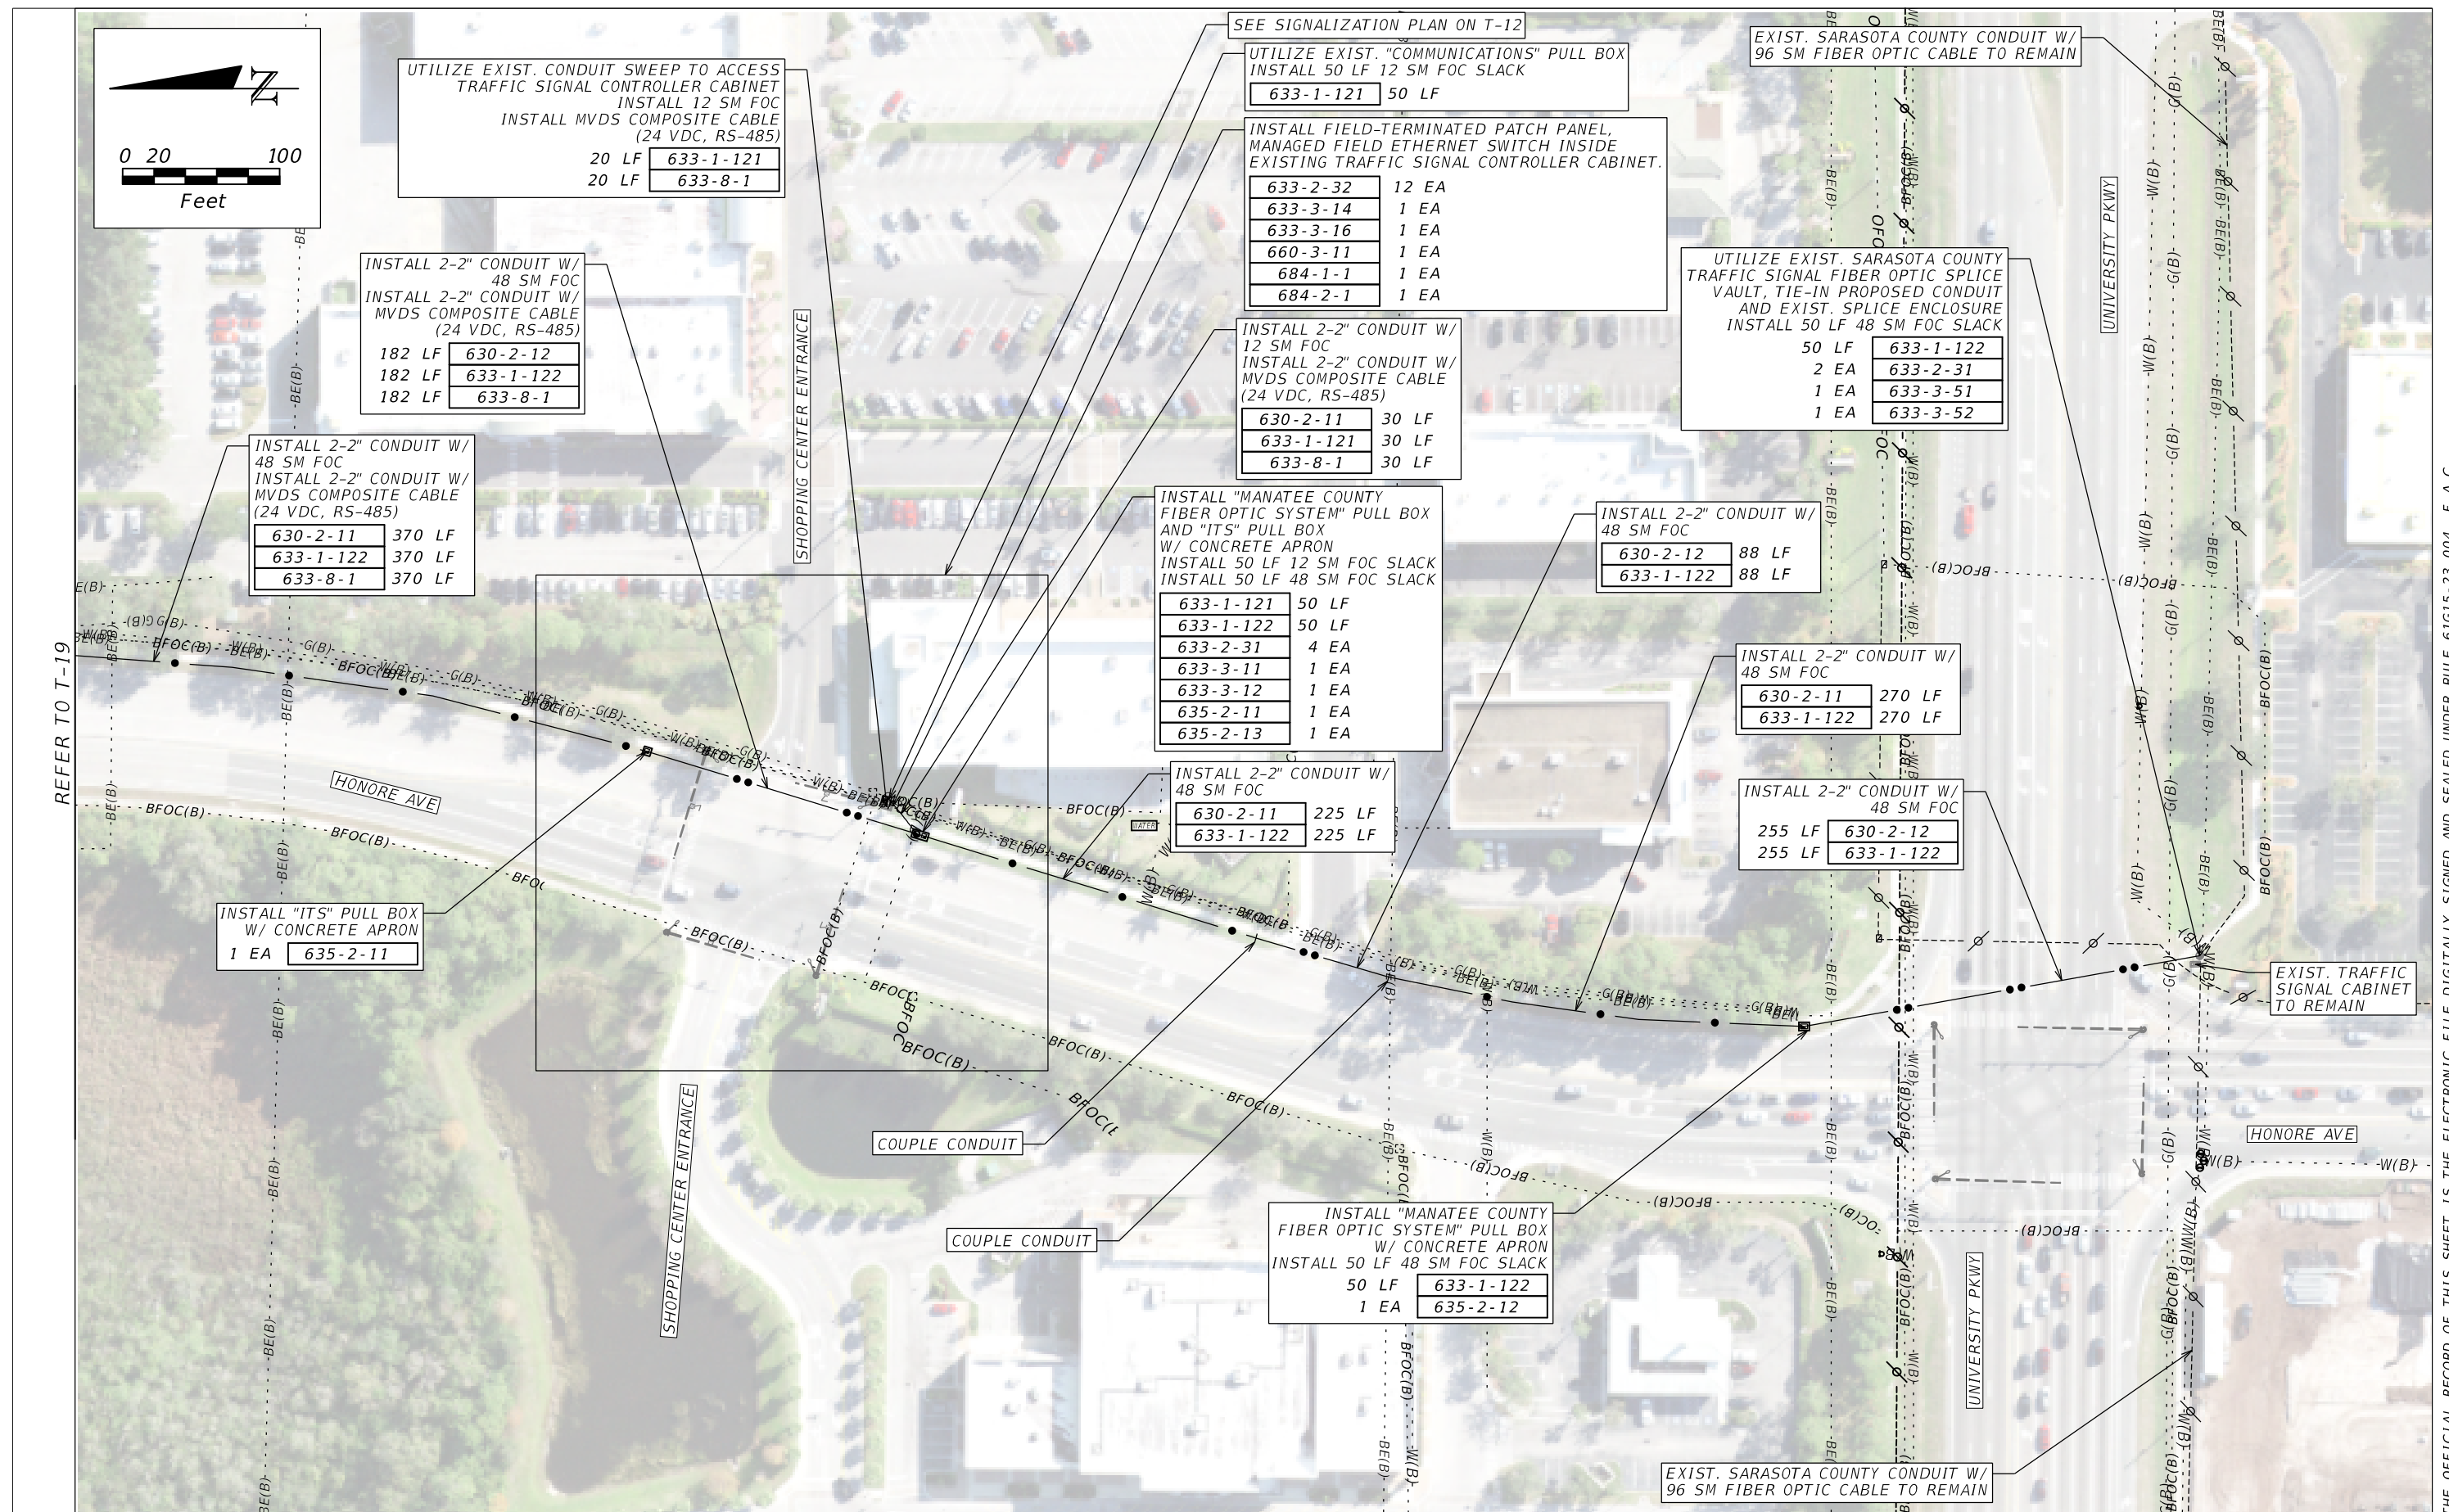 SEE SIGNALIZATION PLAN ON T-12
UTILIZE EXIST. "COMMUNICATIONS" PULL BOX
INSTALL 50 LF 12 SM FOC SLACK
633-1-121 50 LF
EXIST. SARASOTA COUNTY CONDUIT W/
96 SM FIBER OPTIC CABLE TO REMAIN
N
0 20 100
Feet
UTILIZE EXIST. CONDUIT SWEEP TO ACCESS
TRAFFIC SIGNAL CONTROLLER CABINET
INSTALL 12 SM FOC
INSTALL MVDS COMPOSITE CABLE
(24 VDC, RS-485)
20 LF 633-1-121
20 LF 633-8-1
INSTALL FIELD-TERMINATED PATCH PANEL,
MANAGED FIELD ETHERNET SWITCH INSIDE
EXISTING TRAFFIC SIGNAL CONTROLLER CABINET.
633-2-32 12 EA
633-3-14 1 EA
633-3-16 1 EA
660-3-11 1 EA
684-1-1 1 EA
684-2-1 1 EA
UNIVERSITY PKWY
INSTALL 2-2" CONDUIT W/
48 SM FOC
INSTALL 2-2" CONDUIT W/
MVDS COMPOSITE CABLE
(24 VDC, RS-485)
182 LF 630-2-12
182 LF 633-1-122
182 LF 633-8-1
SHOPPING CENTER ENTRANCE
UTILIZE EXIST. SARASOTA COUNTY
TRAFFIC SIGNAL FIBER OPTIC SPLICE
VAULT, TIE-IN PROPOSED CONDUIT
AND EXIST. SPLICE ENCLOSURE
INSTALL 50 LF 48 SM FOC SLACK
50 LF 633-1-122
2 EA 633-2-31
1 EA 633-3-51
1 EA 633-3-52
INSTALL 2-2" CONDUIT W/
12 SM FOC
INSTALL 2-2" CONDUIT W/
MVDS COMPOSITE CABLE
(24 VDC, RS-485)
630-2-11 30 LF
633-1-121 30 LF
633-8-1 30 LF
INSTALL 2-2" CONDUIT W/
48 SM FOC
INSTALL 2-2" CONDUIT W/
MVDS COMPOSITE CABLE
(24 VDC, RS-485)
630-2-11 370 LF
633-1-122 370 LF
633-8-1 370 LF
INSTALL "MANATEE COUNTY
FIBER OPTIC SYSTEM" PULL BOX
AND "ITS" PULL BOX
W/ CONCRETE APRON
INSTALL 50 LF 12 SM FOC SLACK
INSTALL 50 LF 48 SM FOC SLACK
633-1-121 50 LF
633-1-122 50 LF
633-2-31 4 EA
633-3-11 1 EA
633-3-12 1 EA
635-2-11 1 EA
635-2-13 1 EA
INSTALL 2-2" CONDUIT W/
48 SM FOC
630-2-12 88 LF
633-1-122 88 LF
INSTALL 2-2" CONDUIT W/
48 SM FOC
630-2-11 270 LF
633-1-122 270 LF
REFER TO T-19
HONORE AVE
INSTALL 2-2" CONDUIT W/
48 SM FOC
630-2-11 225 LF
633-1-122 225 LF
WATER
INSTALL 2-2" CONDUIT W/
48 SM FOC
255 LF 630-2-12
255 LF 633-1-122
INSTALL "ITS" PULL BOX
W/ CONCRETE APRON
1 EA 635-2-11
EXIST. TRAFFIC
SIGNAL CABINET
TO REMAIN
BE(B)
W(B)
G(B)
BFOC(B)
HONORE AVE
COUPLE CONDUIT
COUPLE CONDUIT
SHOPPING CENTER ENTRANCE
INSTALL "MANATEE COUNTY
FIBER OPTIC SYSTEM" PULL BOX
W/ CONCRETE APRON
INSTALL 50 LF 48 SM FOC SLACK
50 LF 633-1-122
1 EA 635-2-12
UNIVERSITY PKWY
EXIST. SARASOTA COUNTY CONDUIT W/
96 SM FIBER OPTIC CABLE TO REMAIN